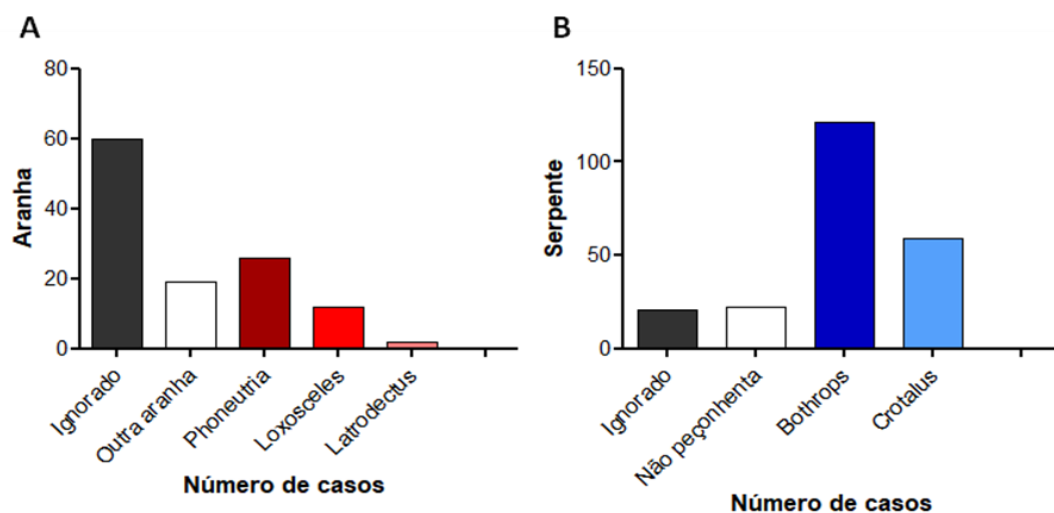 A
Aranha
80
60
40
20
0
Ignorado
Outra aranha
Phoneutria
Loxosceles
Latrodectus
Número de casos
B
Serpente
150
100
50
0
Ignorado
Não peçonhenta
Bothrops
Crotalus
Número de casos